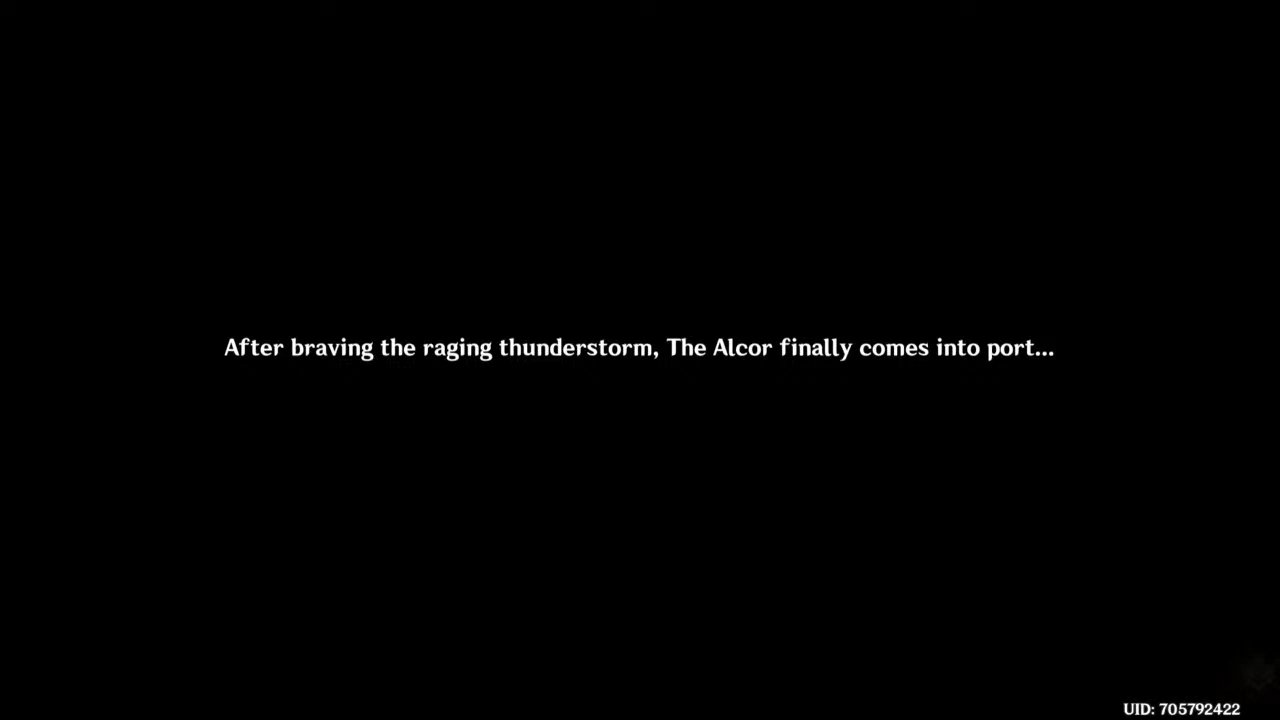 After braving the raging thunderstorm, The Alcor finally comes into port...
UID: 705792422